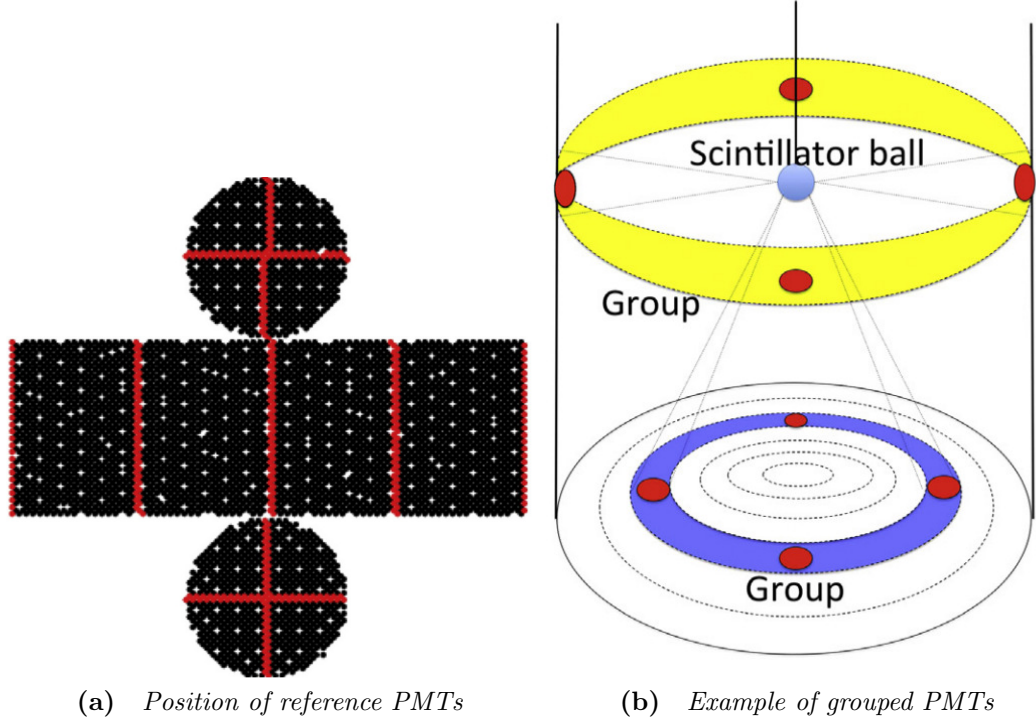 Scintillator ball
Group
Group
(a) Position of reference PMTs
(b) Example of grouped PMTs